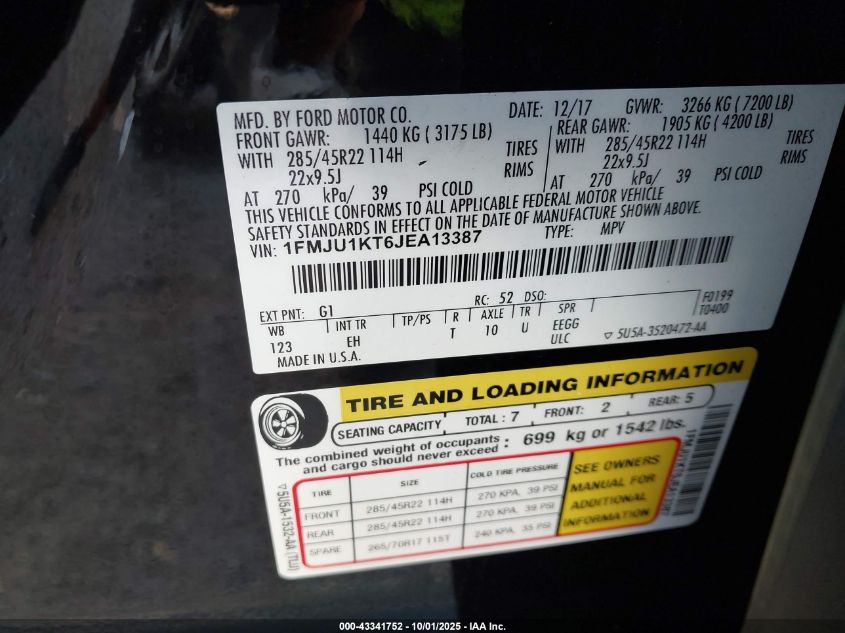 MFD. BY FORD MOTOR CO. DATE: 12/17 GVWR: 3266 KG ( 7200 LB)
FRONT GAWR: 1440 KG ( 3175 LB) REAR GAWR: 1905 KG ( 4200 LB)
WITH 285/45R22 114H TIRES WITH 285/45R22 114H TIRES
22x9.5J RIMS 22x9.5J RIMS
AT 270 kPa/ 39 PSI COLD AT 270 kPa/ 39 PSI COLD
THIS VEHICLE CONFORMS TO ALL APPLICABLE FEDERAL MOTOR VEHICLE
SAFETY STANDARDS IN EFFECT ON THE DATE OF MANUFACTURE SHOWN ABOVE.
VIN: 1FMJU1KT6JEA13387 TYPE: MPV
EXT PNT: G1 RC: 52 DSO: F0199
WB INT TR TP/PS R AXLE TR SPR T0400
123 EH T 10 U EEGG
ULC
MADE IN U.S.A. ▽ 5U5A-3520472-AA
TIRE AND LOADING INFORMATION
SEATING CAPACITY TOTAL : 7 FRONT: 2 REAR: 5
The combined weight of occupants
and cargo should never exceed : 699 kg or 1542 lbs.
TIRE SIZE COLD TIRE PRESSURE
FRONT 285/45R22 114H 270 KPA, 39 PSI
REAR 285/45R22 114H 270 KPA, 39 PSI
SPARE 265/70R17 115T 240 KPA, 35 PSI
SEE OWNERS
MANUAL FOR
ADDITIONAL
INFORMATION
▽5U5A-1532-AA (TLU)
000-43341752 - 10/01/2025 - IAA Inc.